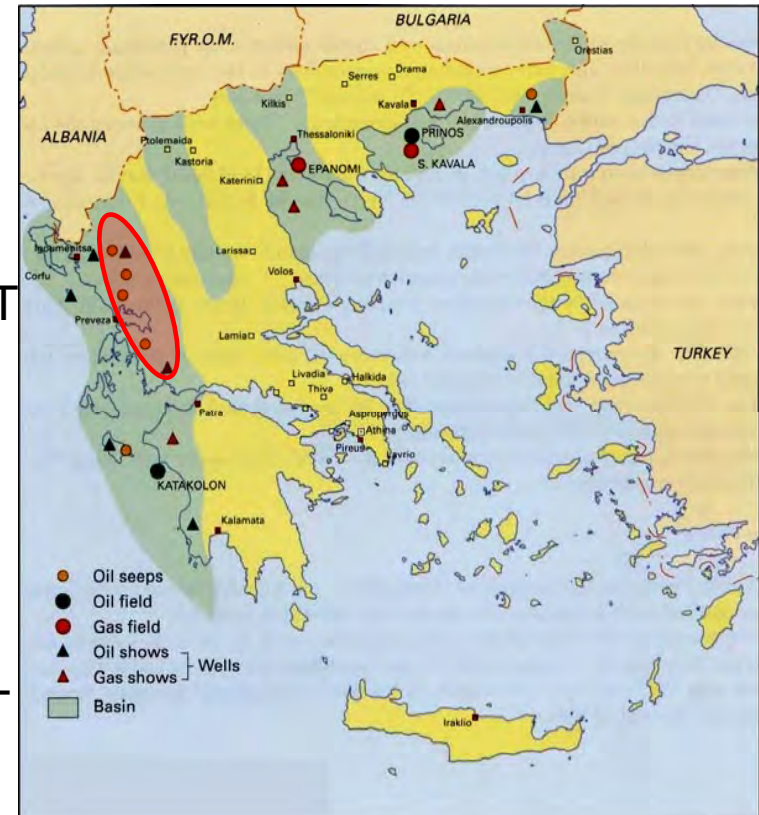 BULGARIA
F.Y.R.O.M.
Orestias
Drama
Serres
Kilkis
Kavala
Alexandroupolis
ALBANIA
Ptolemaida
Thessaloniki
PRINOS
Kastoria
EPANOMI
S. KAVALA
Katerini
Igoumenitsa
Larissa
Corfu
Volos
T
Preveza
Lamia
TURKEY
Livadia
Halkida
Thiva
Patra
Aspropyrgos
Athina
Pireus
Lavrio
KATAKOLON
Kalamata
Oil seeps
Oil field
Gas field
Oil shows
Wells
Gas shows
Basin
Iraklio